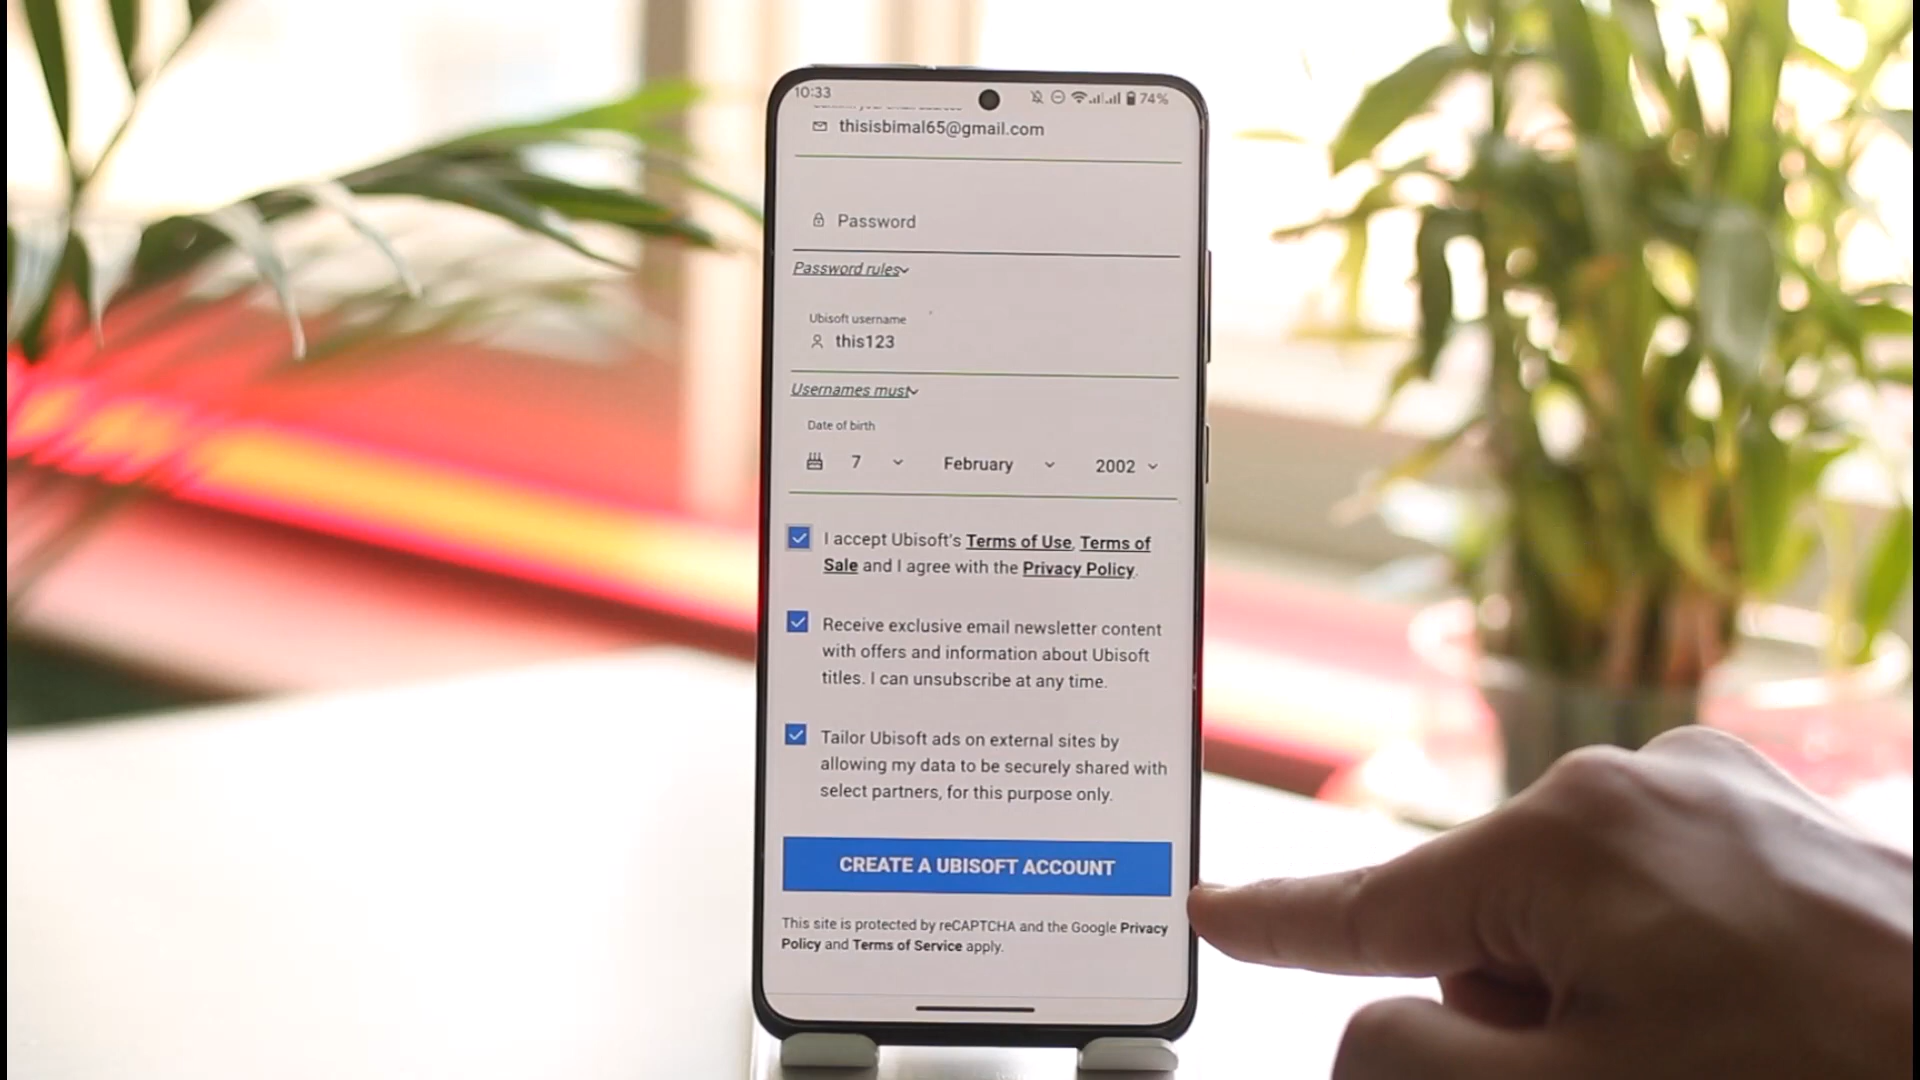 10:33
74%
thisisbimal65@gmail.com
Password
Password rules
Ubisoft username
this123
Usernames must
Date of birth
7 February 2002
I accept Ubisoft's Terms of Use, Terms of
Sale and I agree with the Privacy Policy.
Receive exclusive email newsletter content
with offers and information about Ubisoft
titles. I can unsubscribe at any time.
Tailor Ubisoft ads on external sites by
allowing my data to be securely shared with
select partners, for this purpose only.
CREATE A UBISOFT ACCOUNT
This site is protected by reCAPTCHA and the Google Privacy
Policy and Terms of Service apply.